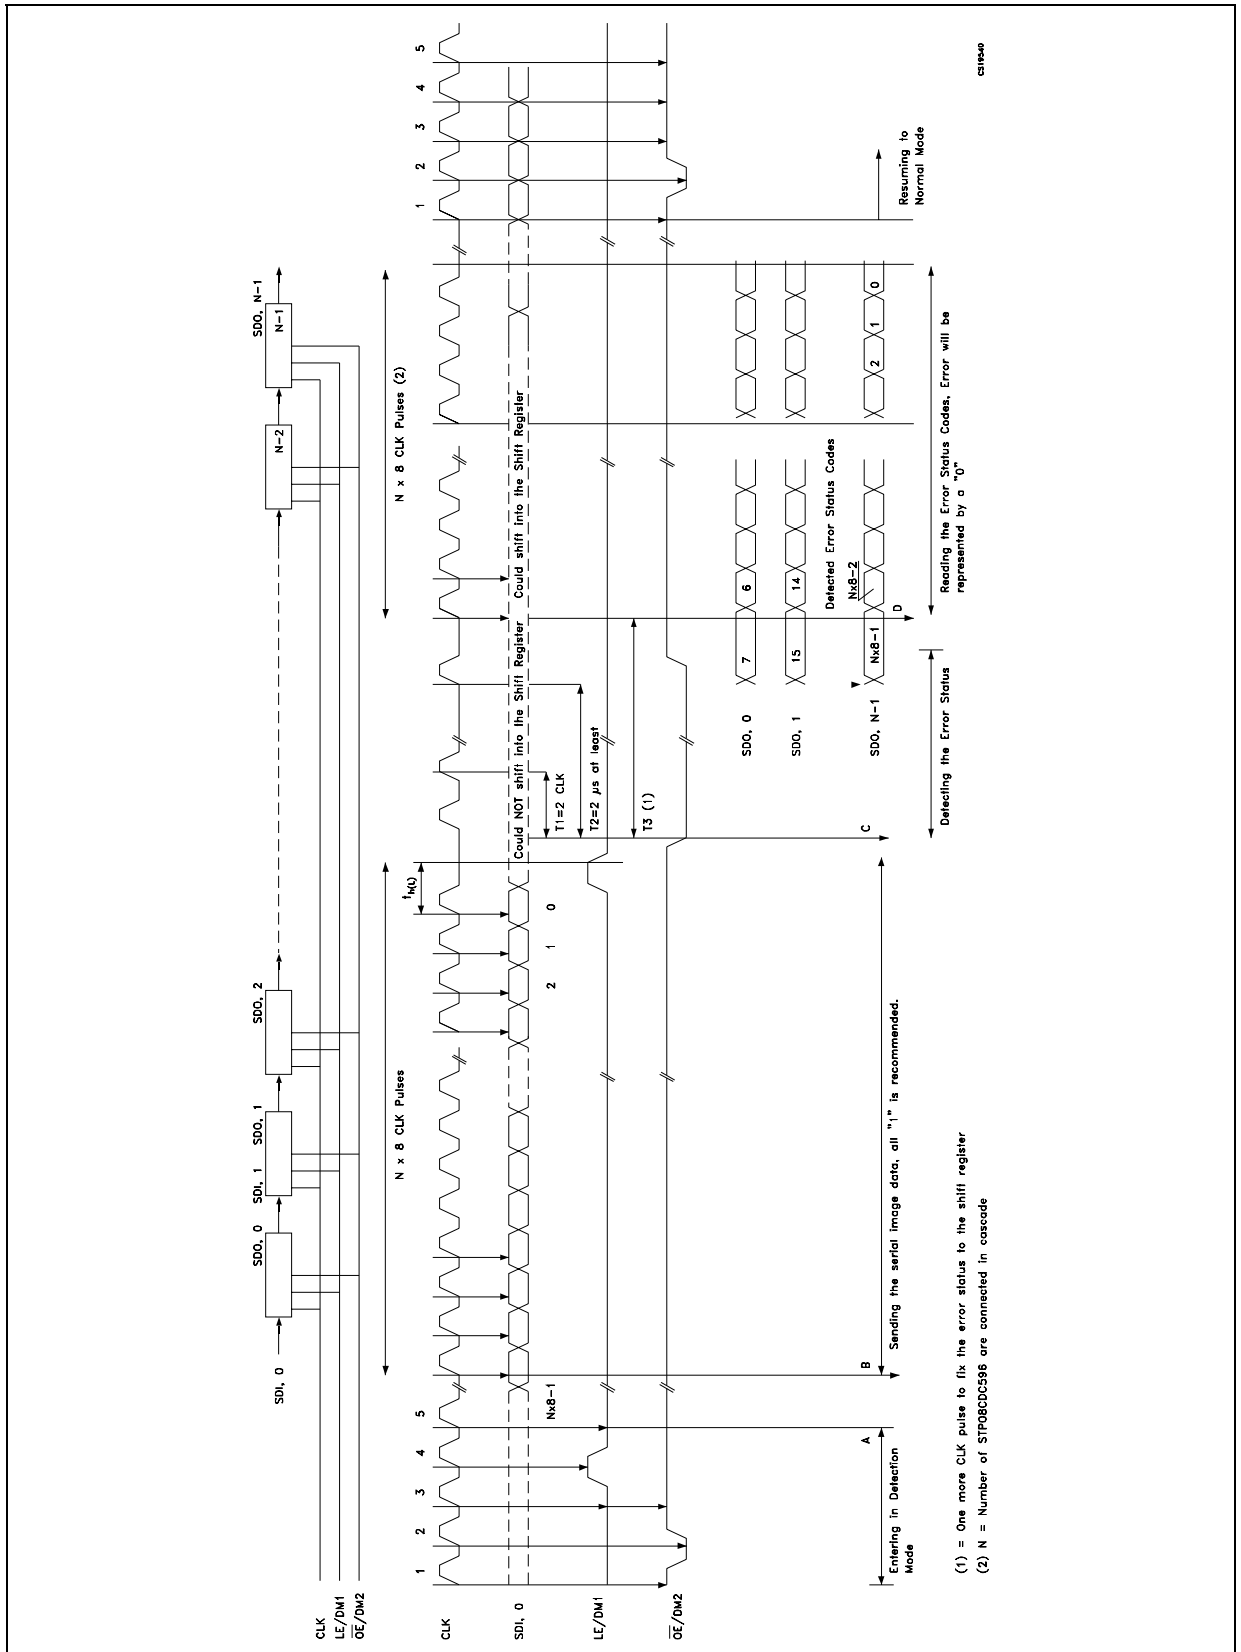 SDI, 0
SDO, 0
SDI, 1
SDO, 1
SDO, 2
N-2
SDO, N-1
N-1
CLK
LE/DM1
OE/DM2
N x 8 CLK Pulses
N x 8 CLK Pulses (2)
CLK
1
2
3
4
5
th(L)
1
2
3
4
5
SDI, 0
Could NOT shift into the Shift Register
Could shift into the Shift Register
Nx8-1
2
1
0
T1=2 CLK
T2=2 µs at least
T3 (1)
LE/DM1
OE/DM2
SDO, 0
7
6
SDO, 1
15
14
Detected Error Status Codes
Nx8-2
SDO, N-1
Nx8-1
2
1
0
A
B
C
D
Entering in Detection
Mode
Sending the serial image data, all "1" is recommended.
Detecting the Error Status
Reading the Error Status Codes, Error will be
represented by a "0"
Resuming to
Normal Mode
(1) = One more CLK pulse to fix the error status to the shift register
(2) N = Number of STP08CDC596 are connected in cascade
CS19540